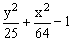 y²/25 + x²/64 − 1